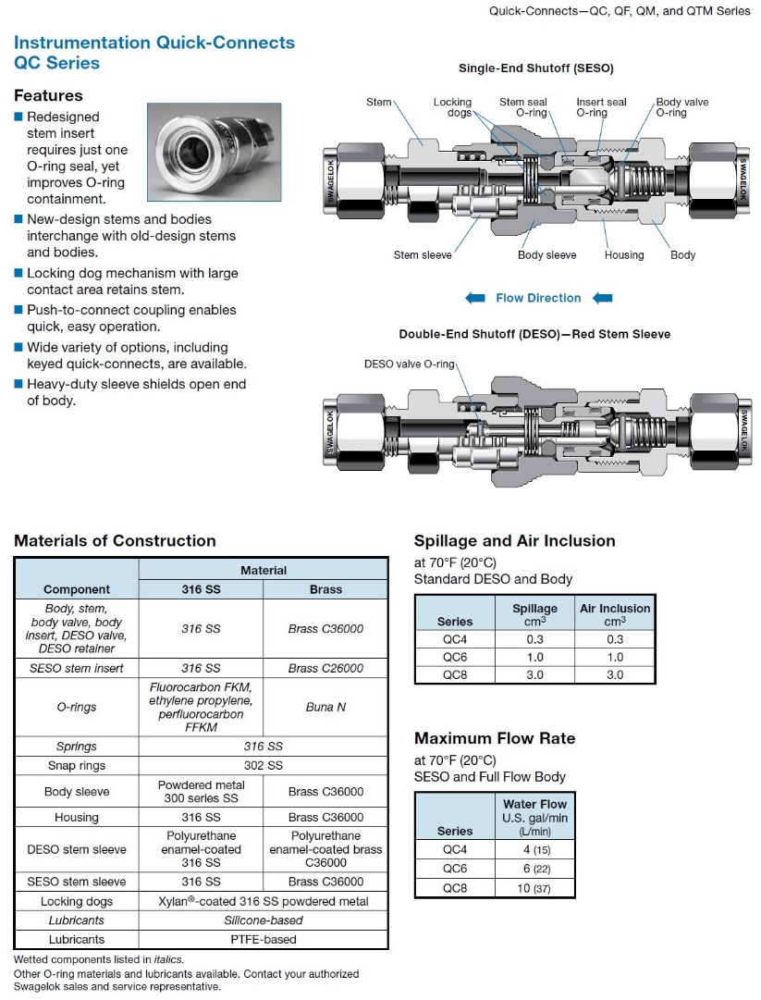 Quick-Connects—QC, QF, QM, and QTM Series
Instrumentation Quick-Connects
QC Series
Features
■ Redesigned
stem insert
requires just one
O-ring seal, yet
improves O-ring
containment.
■ New-design stems and bodies
interchange with old-design stems
and bodies.
■ Locking dog mechanism with large
contact area retains stem.
■ Push-to-connect coupling enables
quick, easy operation.
■ Wide variety of options, including
keyed quick-connects, are available.
■ Heavy-duty sleeve shields open end
of body.
Single-End Shutoff (SESO)
Stem
Locking
dogs
Stem seal
O-ring
Insert seal
O-ring
Body valve
O-ring
SWAGELOK
SWAGELOK
Stem sleeve
Body sleeve
Housing
Body
Flow Direction
Double-End Shutoff (DESO)—Red Stem Sleeve
DESO valve O-ring
SWAGELOK
SWAGELOK
Materials of Construction
Component
Material
316 SS
Brass
Body, stem,
body valve, body
insert, DESO valve,
DESO retainer
316 SS
Brass C36000
SESO stem insert
316 SS
Brass C26000
O-rings
Fluorocarbon FKM,
ethylene propylene,
perfluorocarbon
FFKM
Buna N
Springs
316 SS
Snap rings
302 SS
Body sleeve
Powdered metal
300 series SS
Brass C36000
Housing
316 SS
Brass C36000
DESO stem sleeve
Polyurethane
enamel-coated
316 SS
Polyurethane
enamel-coated brass
C36000
SESO stem sleeve
316 SS
Brass C36000
Locking dogs
Xylan®-coated 316 SS powdered metal
Lubricants
Silicone-based
Lubricants
PTFE-based
Wetted components listed in italics.
Other O-ring materials and lubricants available. Contact your authorized
Swagelok sales and service representative.
Spillage and Air Inclusion
at 70°F (20°C)
Standard DESO and Body
Series
Spillage
cm³
Air Inclusion
cm³
QC4 0.3 0.3
QC6 1.0 1.0
QC8 3.0 3.0
Maximum Flow Rate
at 70°F (20°C)
SESO and Full Flow Body
Series
Water Flow
U.S. gal/min
(L/min)
QC4 4 (15)
QC6 6 (22)
QC8 10 (37)